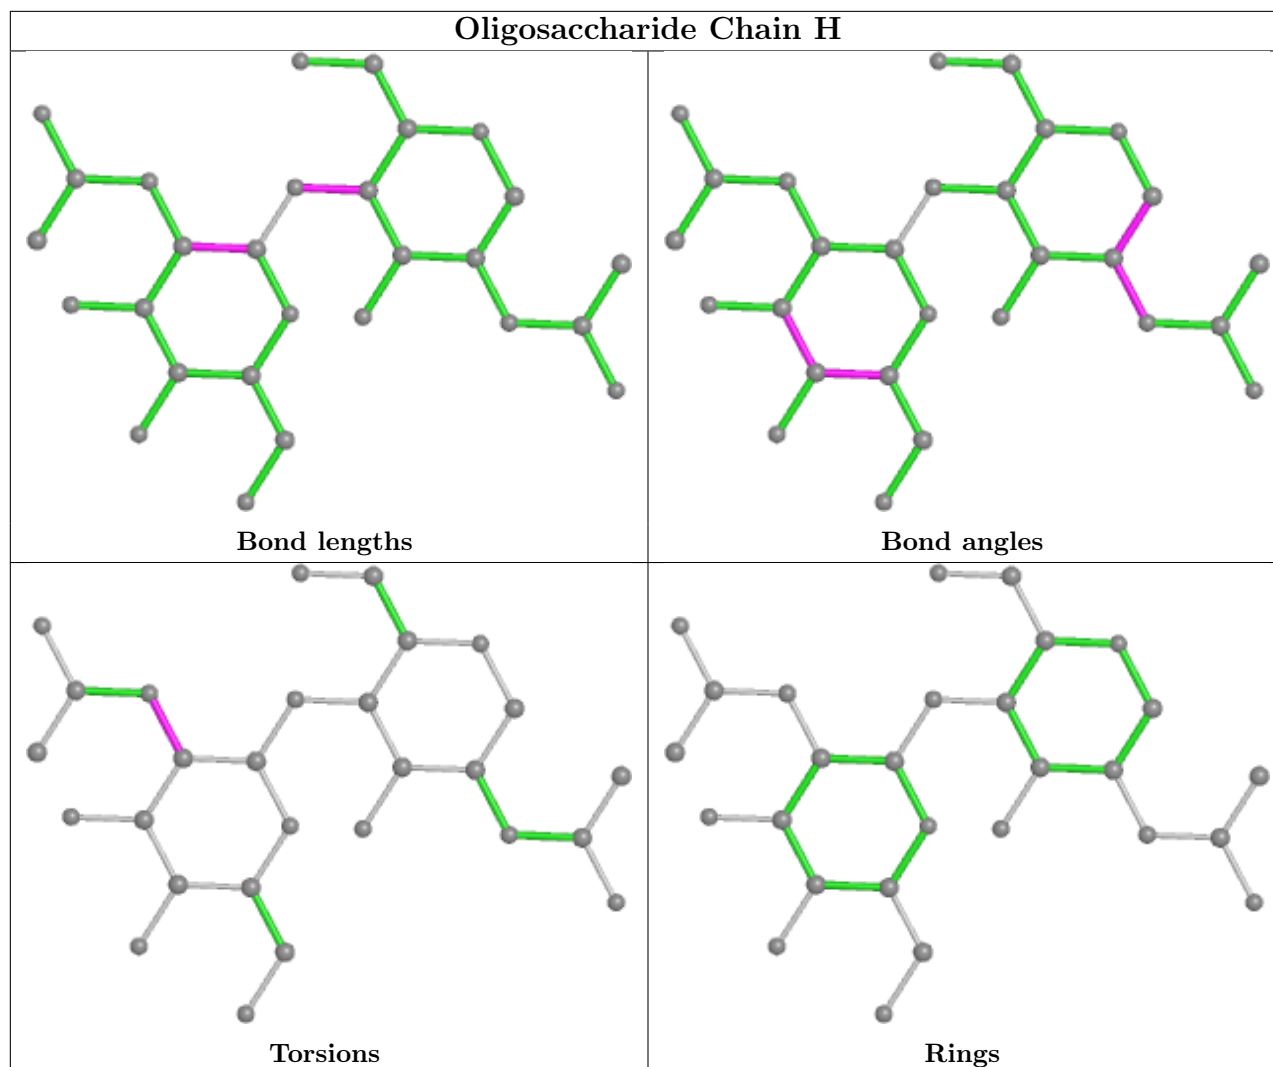 Oligosaccharide Chain H
Bond lengths
Bond angles
Torsions
Rings